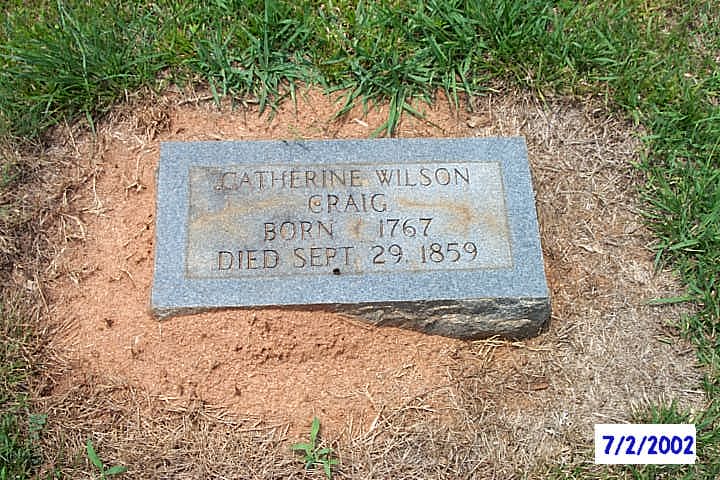 CATHERINE WILSON
CRAIG
BORN 1767
DIED SEPT. 29, 1859
7/2/2002